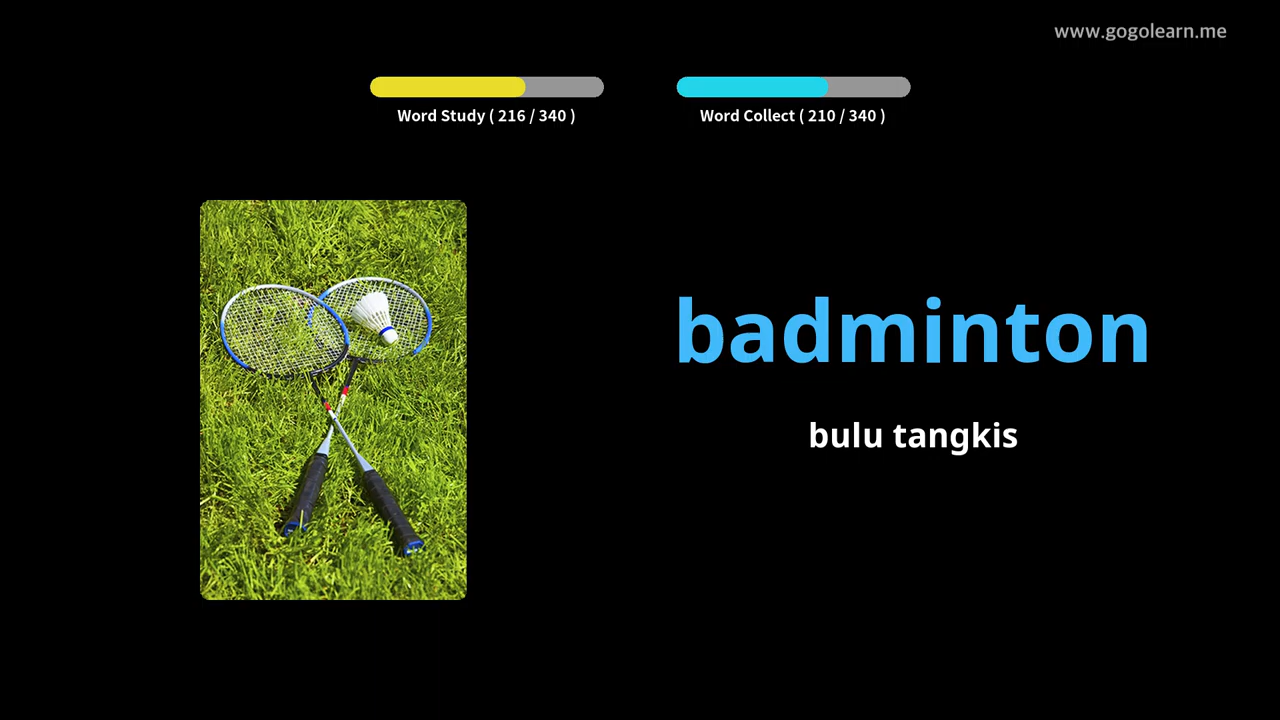 www.gogolearn.me
Word Study ( 216 / 340 )
Word Collect ( 210 / 340 )
badminton
bulu tangkis